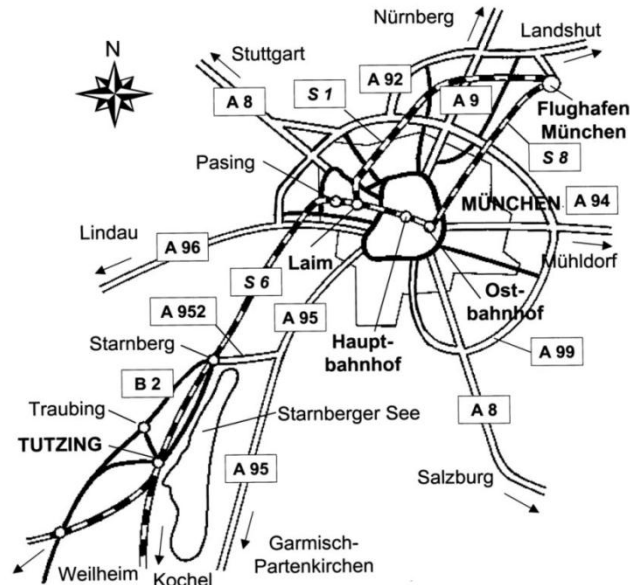 Nürnberg
Landshut
N
Stuttgart
A 92
S 1
A 9
A 8
Flughafen
München
Pasing
S 8
MÜNCHEN
A 94
Lindau
A 96
Laim
Mühldorf
S 6
Ost-
bahnhof
A 952
A 95
Haupt-
bahnhof
Starnberg
A 99
B 2
A 8
Traubing
Starnberger See
TUTZING
A 95
Salzburg
Garmisch-
Partenkirchen
Weilheim
Kochel